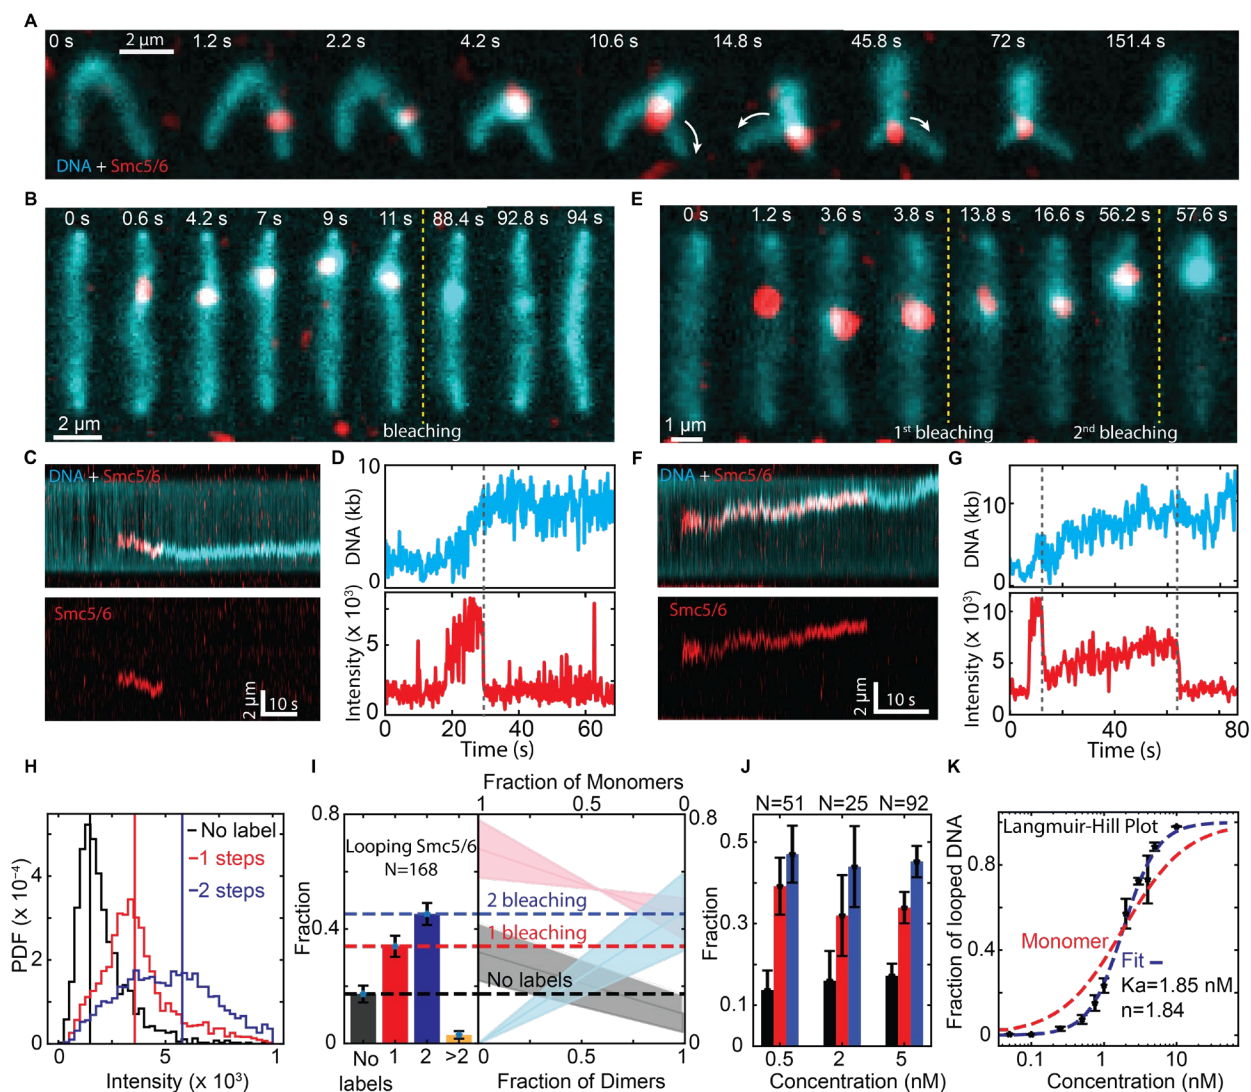 A
0 s
2 µm
1.2 s
2.2 s
4.2 s
10.6 s
14.8 s
45.8 s
72 s
151.4 s
DNA + Smc5/6
B
0 s
0.6 s
4.2 s
7 s
9 s
11 s
88.4 s
92.8 s
94 s
2 µm
bleaching
E
0 s
1.2 s
3.6 s
3.8 s
13.8 s
16.6 s
56.2 s
57.6 s
1 µm
1st bleaching
2nd bleaching
C
DNA + Smc5/6
Smc5/6
2 µm
10 s
D
10
0
DNA (kb)
5
0
Intensity (x 10³)
0
20
40
60
Time (s)
F
DNA + Smc5/6
Smc5/6
2 µm
10 s
G
10
0
DNA (kb)
10
5
0
Intensity (x 10³)
0
40
80
Time (s)
H
No label
1 steps
2 steps
4
2
0
PDF (x 10⁻⁴)
0
5
1
Intensity (x 10³)
I
Fraction of Monomers
1
0.5
0
0.8
0.4
0
Fraction
Looping Smc5/6
N=168
2 bleaching
1 bleaching
No labels
0.8
0.4
0
No
labels
1
2
>2
0
0.5
1
Fraction of Dimers
J
N=51
N=25
N=92
0.5
0.3
0.1
0
Fraction
0.5
2
5
Concentration (nM)
K
Langmuir-Hill Plot
Monomer
Fit
Ka=1.85 nM
n=1.84
0.8
0.4
0
Fraction of looped DNA
0.1
1
10
Concentration (nM)